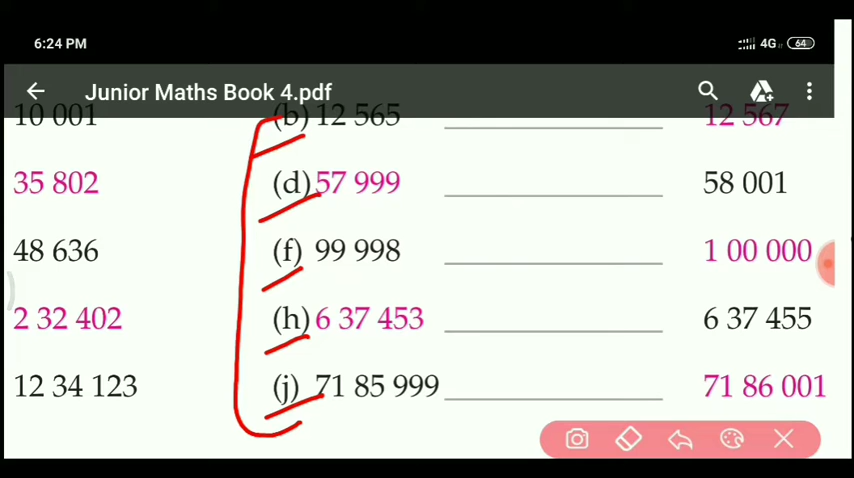 6:24 PM 4G 64
Junior Maths Book 4.pdf
10 001 (b) 12 565 12 567
35 802 (d) 57 999 58 001
48 636 (f) 99 998 1 00 000
2 32 402 (h) 6 37 453 6 37 455
12 34 123 (j) 71 85 999 71 86 001